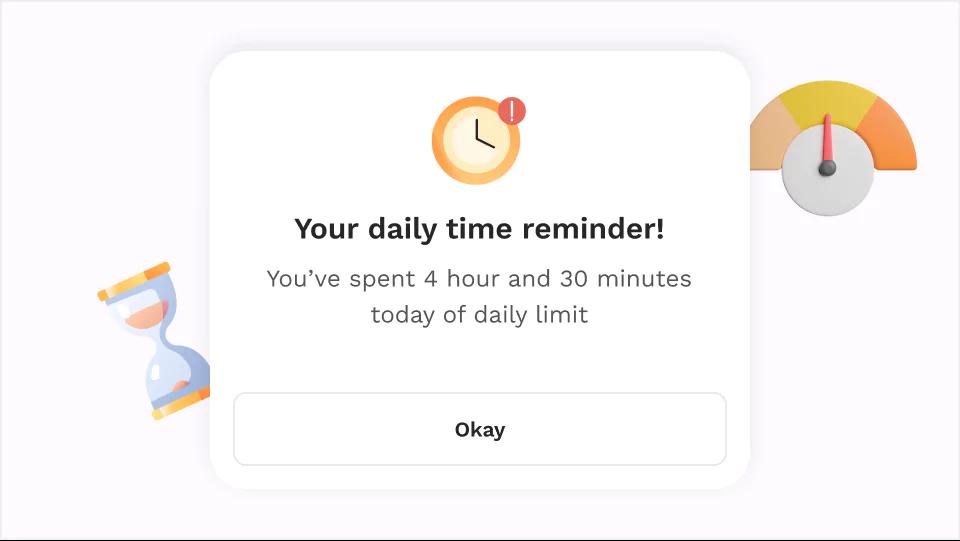 Your daily time reminder!
You’ve spent 4 hour and 30 minutes
today of daily limit
Okay